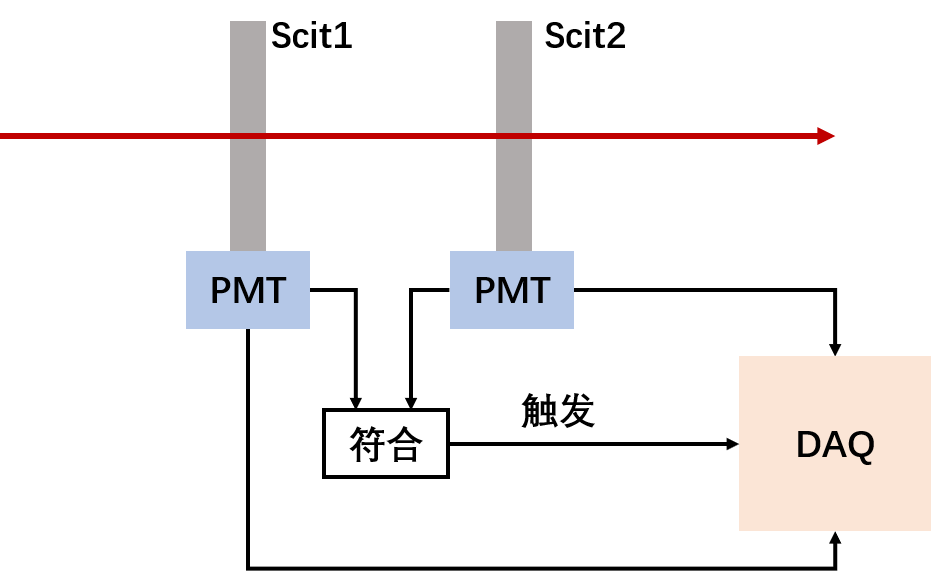 Scit1
Scit2
PMT
PMT
触发
符合
DAQ